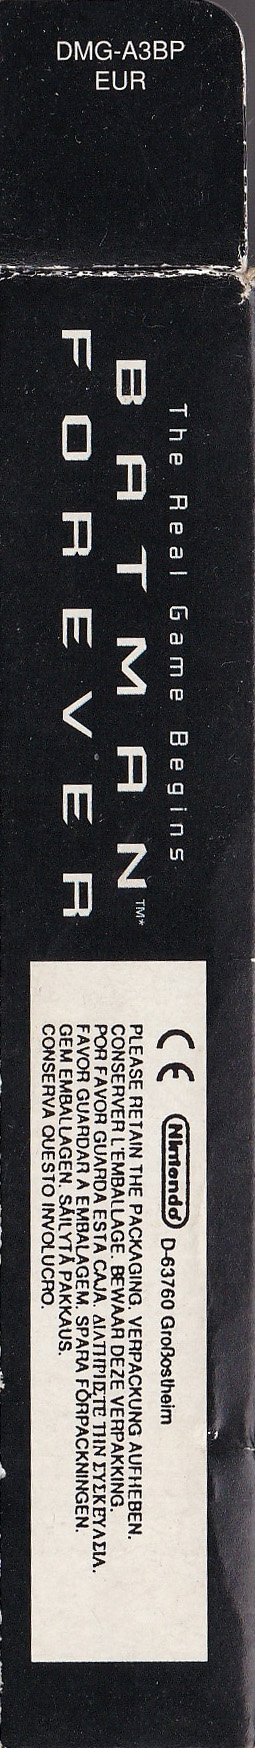 DMG-A3BP
EUR
The Real Game Begins
BATMAN™*
FOREVER
CE Nintendo D-63760 Großostheim
PLEASE RETAIN THE PACKAGING. VERPACKUNG AUFHEBEN.
CONSERVER L'EMBALLAGE. BEWAAR DEZE VERPAKKING.
POR FAVOR GUARDA ESTA CAJA. ΔΙΑΤΗΡΙΣΤΕ ΤΗΝ ΣΥΣΚΕΥΑΣΙΑ.
FAVOR GUARDAR A EMBALAGEM. SPARA FÖRPACKNINGEN.
GEM EMBALLAGEN. SÄILYTÄ PAKKAUS.
CONSERVA QUESTO INVOLUCRO.